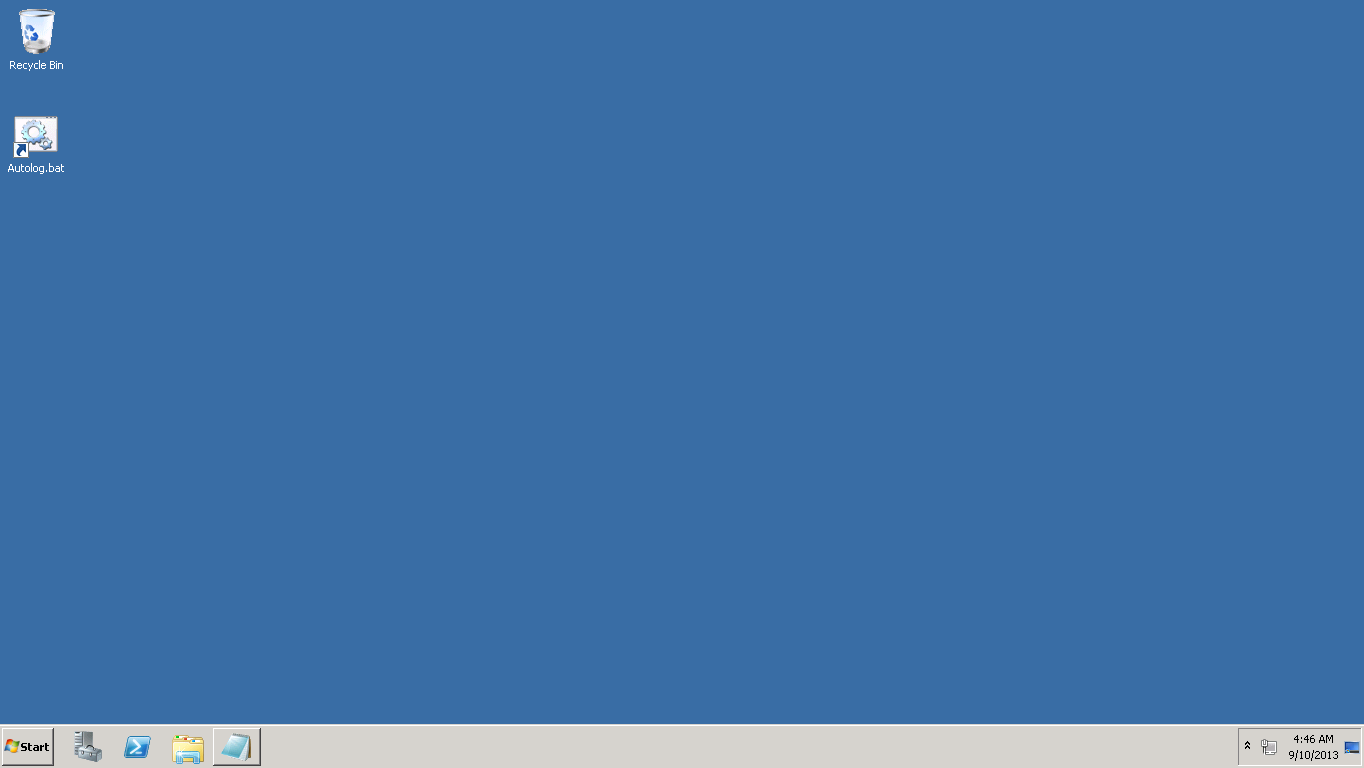 Recycle Bin
Autolog.bat
Start
4:46 AM
9/10/2013